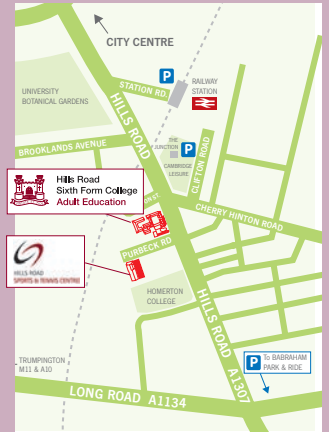 CITY CENTRE
P
STATION RD.
RAILWAY
STATION
UNIVERSITY
BOTANICAL GARDENS
HILLS ROAD
BROOKLANDS AVENUE
THE
JUNCTION
P
CAMBRIDGE
LEISURE
CLIFTON ROAD
Hills Road
Sixth Form College
Adult Education
CHERRY HINTON ROAD
PURBECK RD
HILLS ROAD
SPORTS & TENNIS CENTRE
HOMERTON
COLLEGE
HILLS ROAD A1307
P To BABRAHAM
PARK & RIDE
TRUMPINGTON
M11 & A10
LONG ROAD A1134